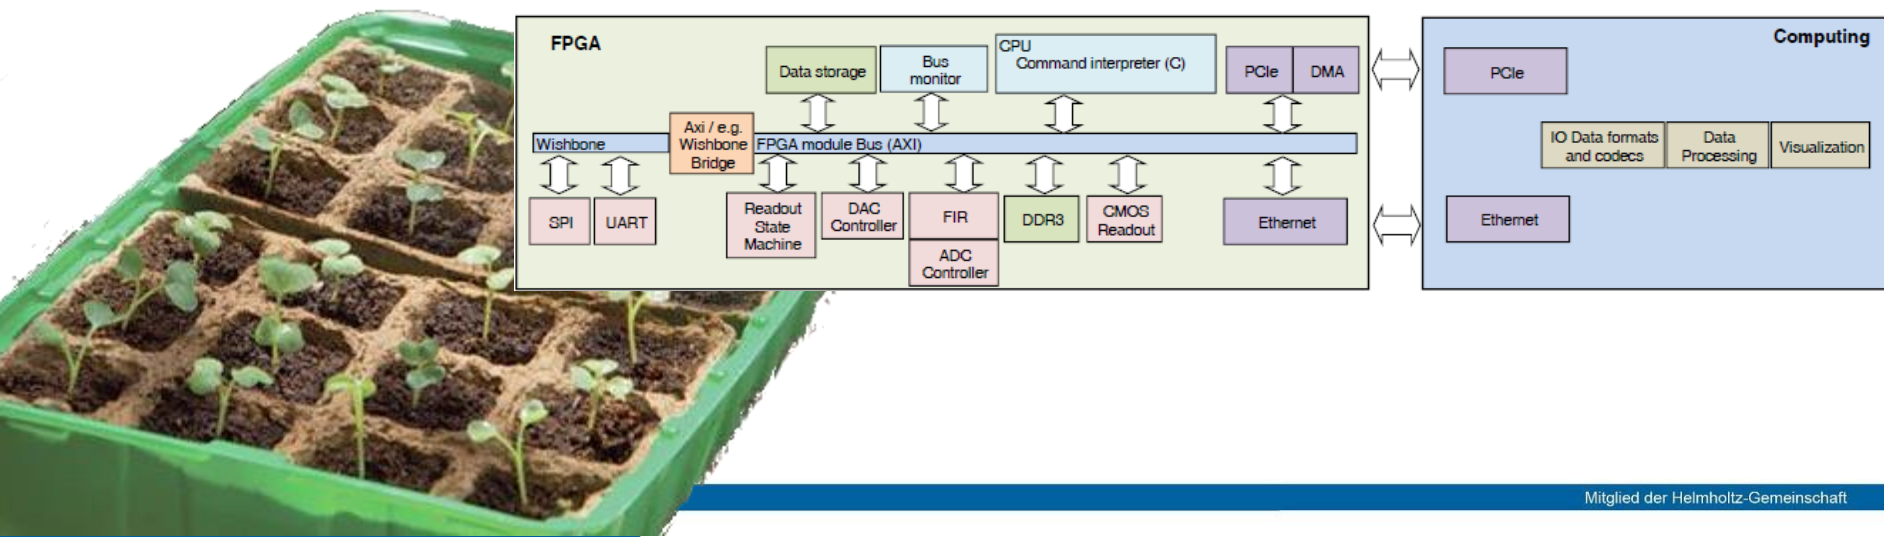 FPGA
Computing
Data storage
Bus
monitor
CPU
Command interpreter (C)
PCIe
DMA
PCIe
Axi / e.g.
Wishbone
Bridge
Wishbone
FPGA module Bus (AXI)
IO Data formats
and codecs
Data
Processing
Visualization
SPI
UART
Readout
State
Machine
DAC
Controller
FIR
ADC
Controller
DDR3
CMOS
Readout
Ethernet
Ethernet
Mitglied der Helmholtz-Gemeinschaft